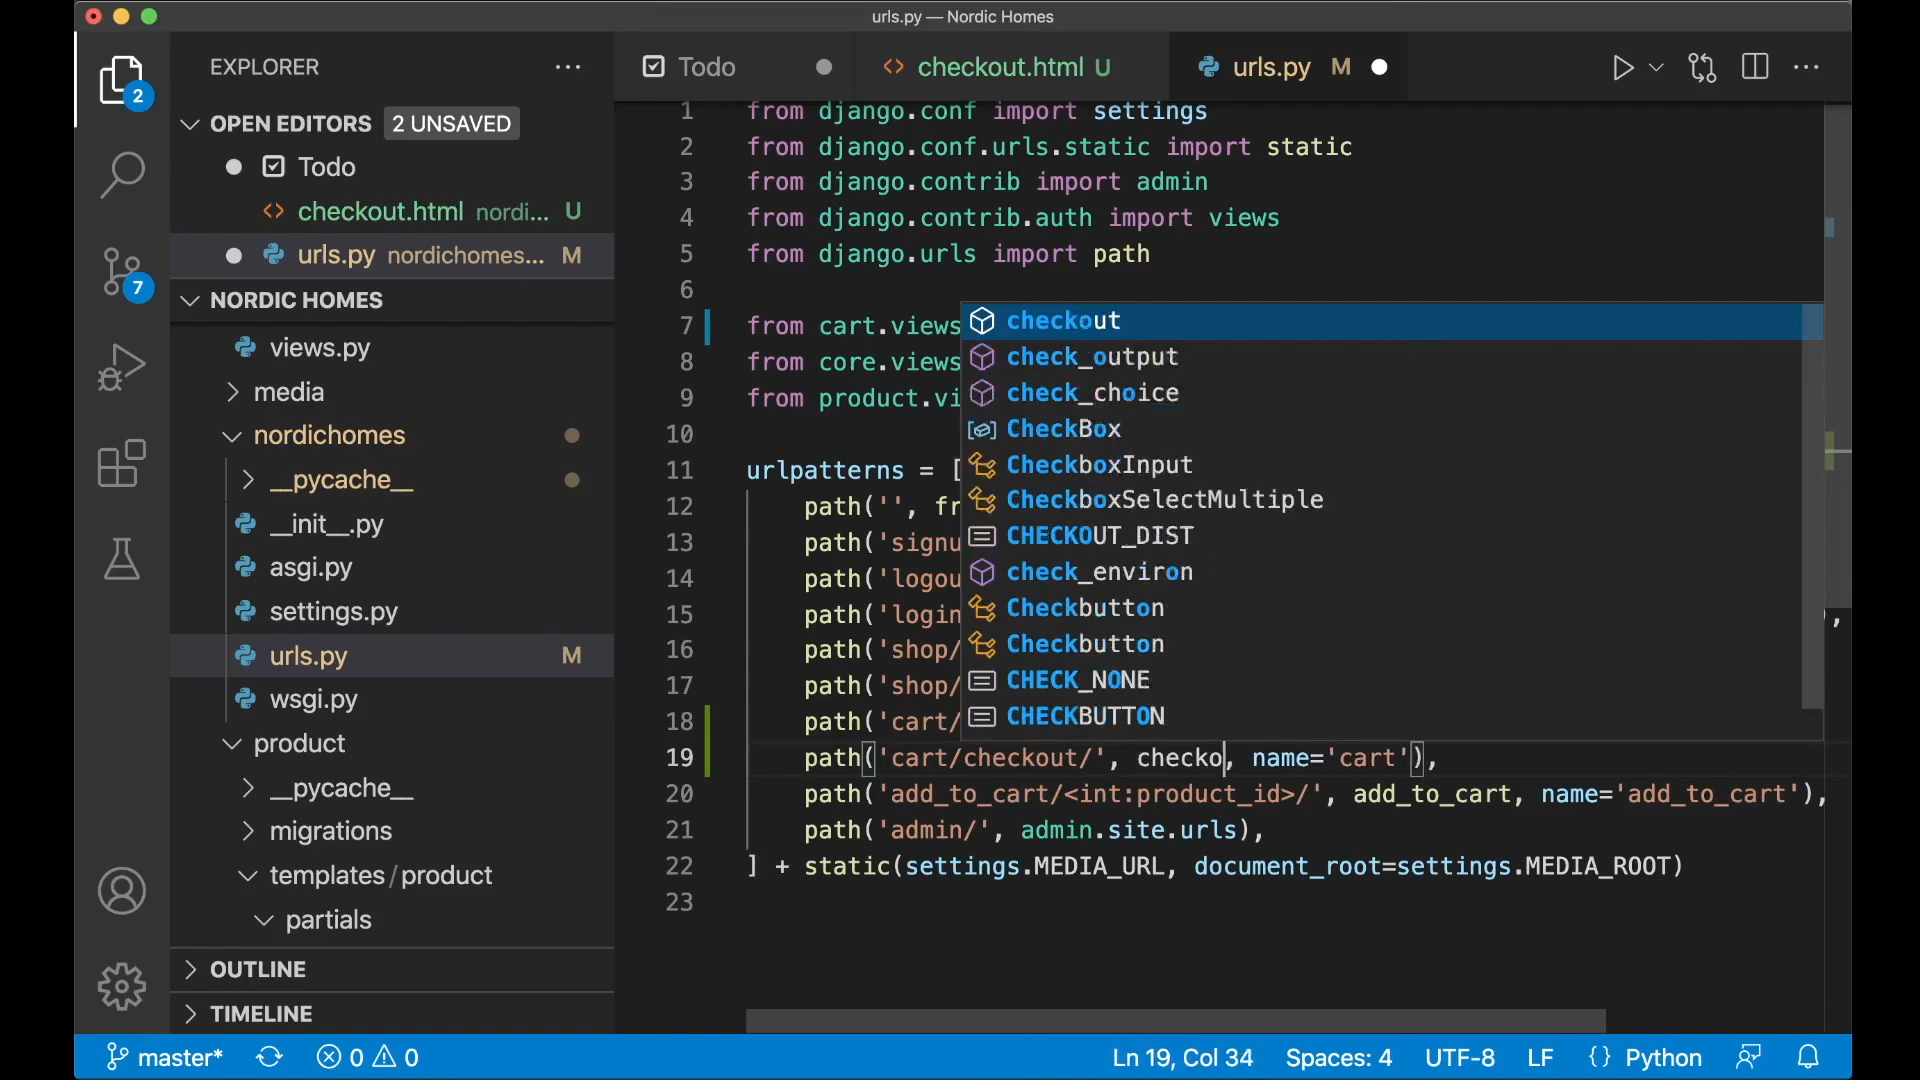 urls.py — Nordic Homes
EXPLORER
Todo
checkout.html U
urls.py M
2
OPEN EDITORS 2 UNSAVED
Todo
checkout.html nordi... U
urls.py nordichomes... M
7
NORDIC HOMES
views.py
media
nordichomes
__pycache__
__init__.py
asgi.py
settings.py
urls.py M
wsgi.py
product
__pycache__
migrations
templates/product
partials
OUTLINE
TIMELINE
1 from django.conf import settings
2 from django.conf.urls.static import static
3 from django.contrib import admin
4 from django.contrib.auth import views
5 from django.urls import path
6
7 from cart.views
8 from core.views
9 from product.vi
10
11 urlpatterns = [
12 path('', fr
13 path('signu
14 path('logou
15 path('login
16 path('shop/
17 path('shop/
18 path('cart/
19 path('cart/checkout/', checko, name='cart'),
20 path('add_to_cart/<int:product_id>/', add_to_cart, name='add_to_cart'),
21 path('admin/', admin.site.urls),
22 ] + static(settings.MEDIA_URL, document_root=settings.MEDIA_ROOT)
23
checkout
check_output
check_choice
CheckBox
CheckboxInput
CheckboxSelectMultiple
CHECKOUT_DIST
check_environ
Checkbutton
Checkbutton
CHECK_NONE
CHECKBUTTON
master* 0 0 Ln 19, Col 34 Spaces: 4 UTF-8 LF {} Python